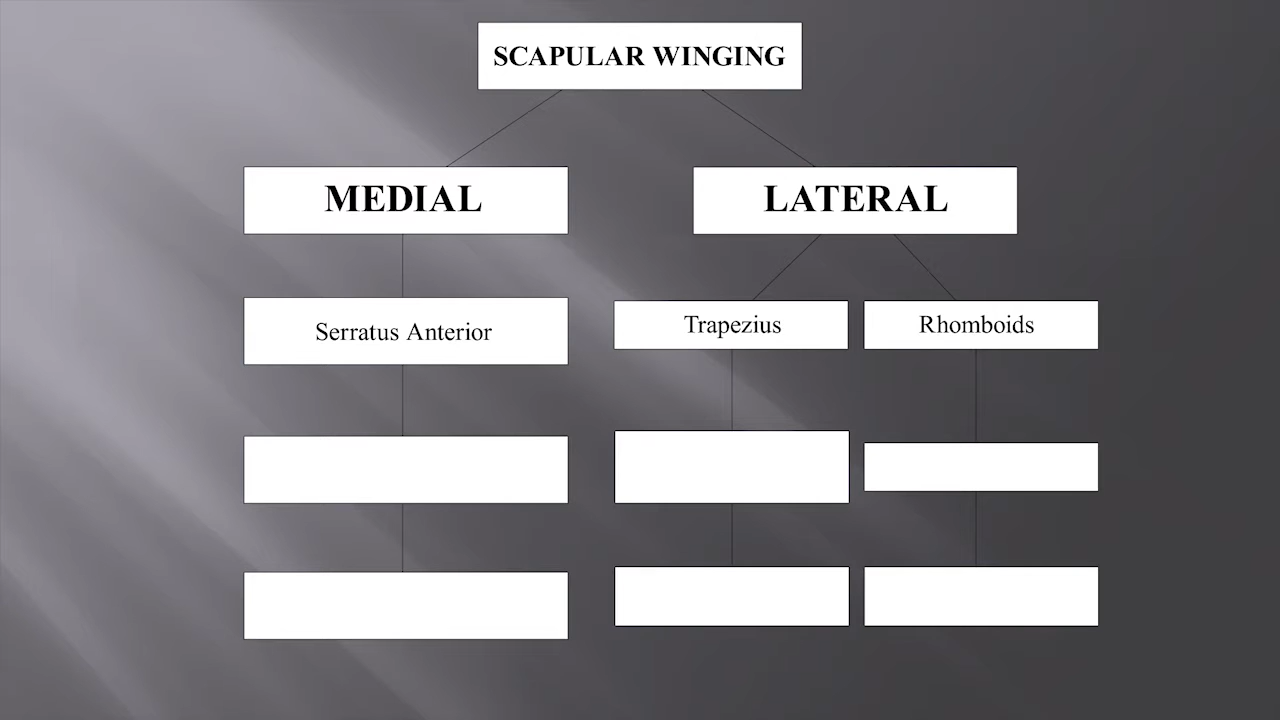 SCAPULAR WINGING
MEDIAL
LATERAL
Serratus Anterior
Trapezius
Rhomboids